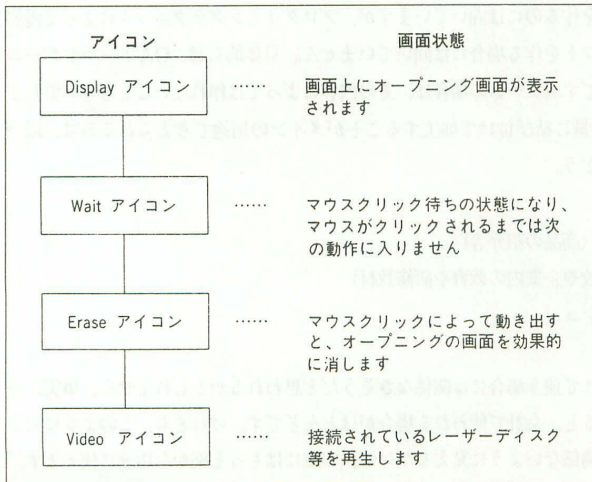 アイコン 画面状態
Display アイコン …… 画面上にオープニング画面が表示
されます
Wait アイコン …… マウスクリック待ちの状態になり、
マウスがクリックされるまでは次
の動作に入りません
Erase アイコン …… マウスクリックによって動き出す
と、オープニングの画面を効果的
に消します
Video アイコン …… 接続されているレーザーディスク
等を再生します